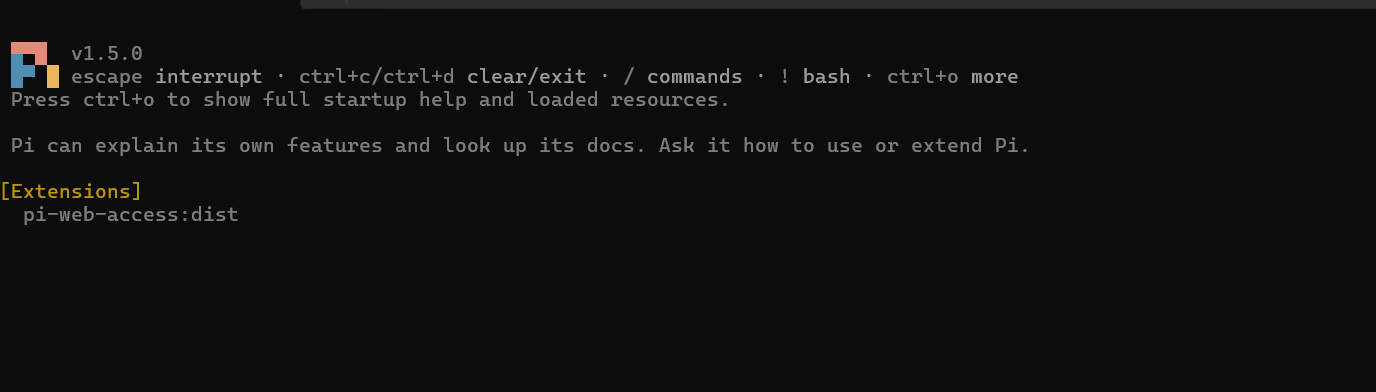 v1.5.0
escape interrupt · ctrl+c/ctrl+d clear/exit · / commands · ! bash · ctrl+o more
Press ctrl+o to show full startup help and loaded resources.
Pi can explain its own features and look up its docs. Ask it how to use or extend Pi.
[Extensions]
pi-web-access:dist